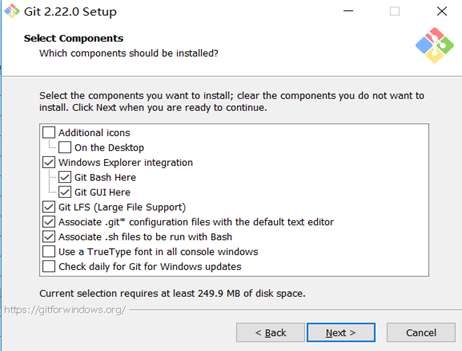 Git 2.22.0 Setup
Select Components
Which components should be installed?
Select the components you want to install; clear the components you do not want to
install. Click Next when you are ready to continue.
Additional icons
On the Desktop
Windows Explorer integration
Git Bash Here
Git GUI Here
Git LFS (Large File Support)
Associate .git* configuration files with the default text editor
Associate .sh files to be run with Bash
Use a TrueType font in all console windows
Check daily for Git for Windows updates
Current selection requires at least 249.9 MB of disk space.
https://gitforwindows.org/
< Back
Next >
Cancel